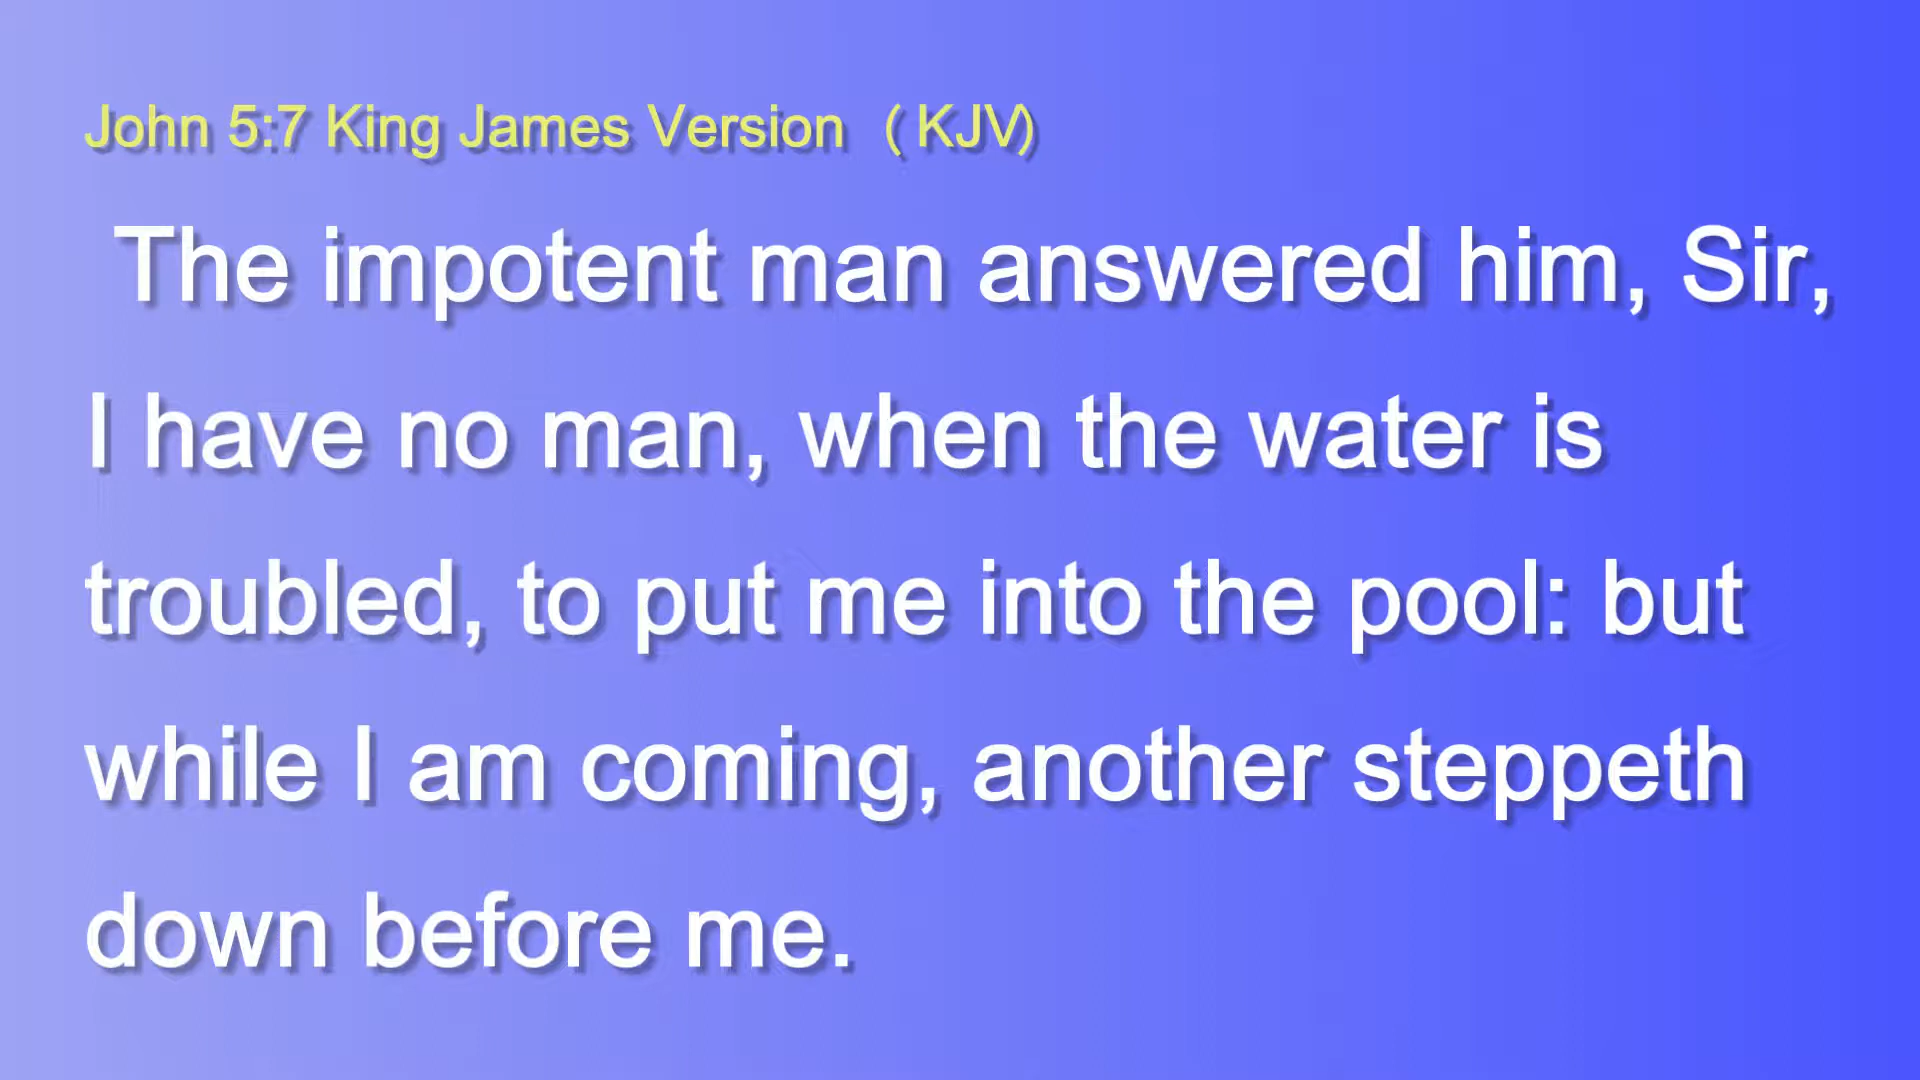 John 5:7 King James Version ( KJV)
The impotent man answered him, Sir,
I have no man, when the water is
troubled, to put me into the pool: but
while I am coming, another steppeth
down before me.